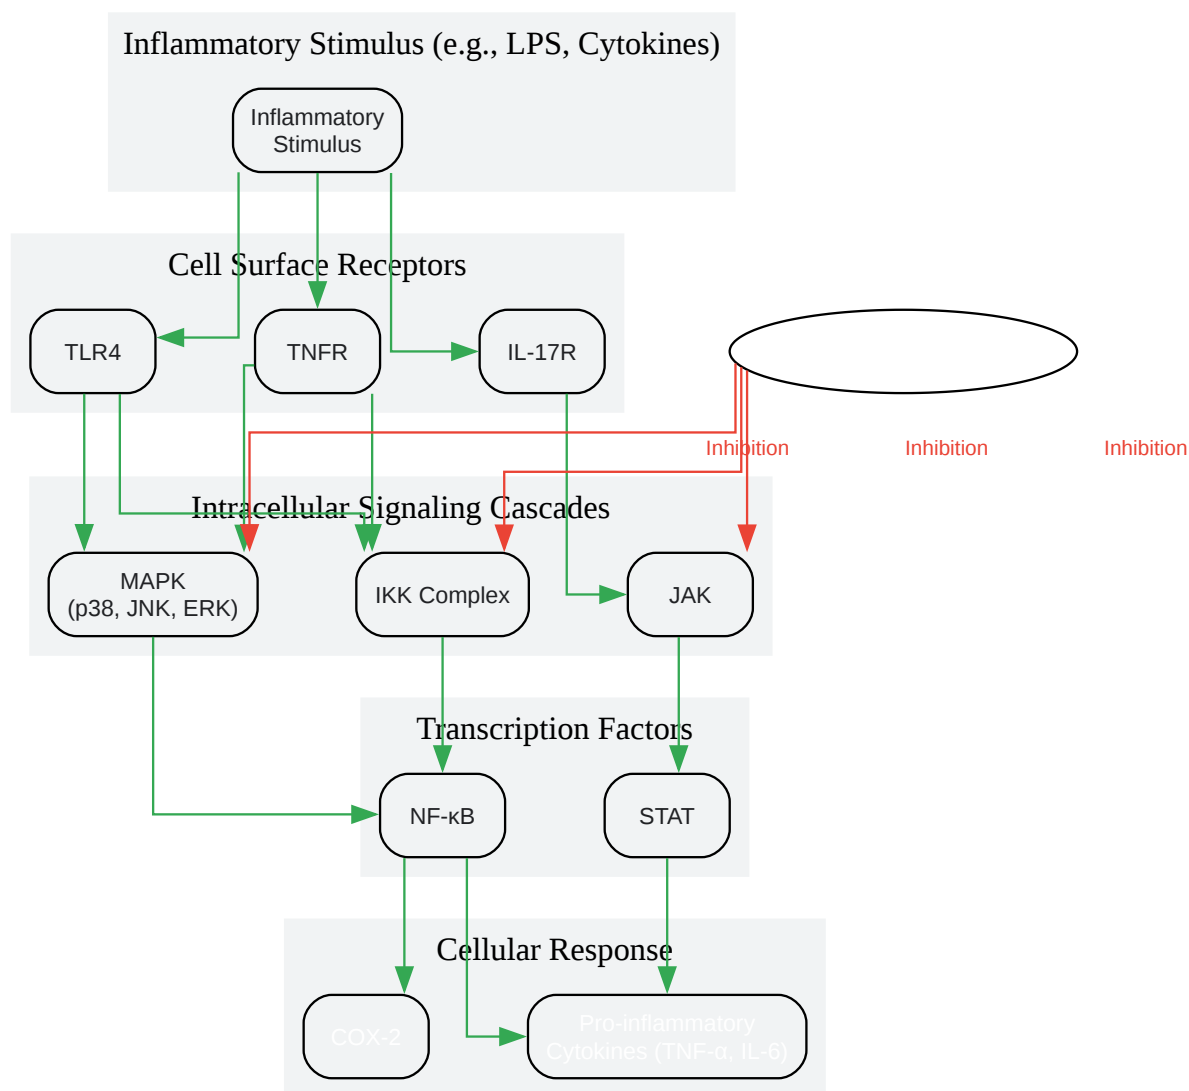 Inflammatory Stimulus (e.g., LPS, Cytokines)
Inflammatory
Stimulus
Cell Surface Receptors
TLR4
TNFR
IL-17R
Inhibition
Inhibition
Inhibition
Intracellular Signaling Cascades
MAPK
(p38, JNK, ERK)
IKK Complex
JAK
Transcription Factors
NF-κB
STAT
Cellular Response
COX-2
Pro-inflammatory
Cytokines (TNF-α, IL-6)